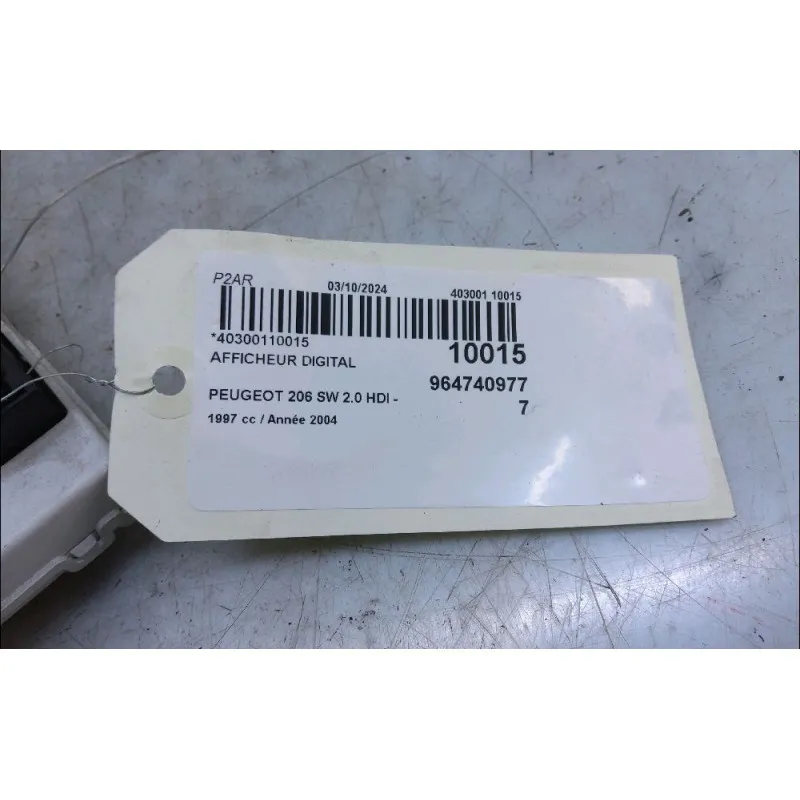 P2AR
03/10/2024 403001 10015
*40300110015
10015
AFFICHEUR DIGITAL
964740977
7
PEUGEOT 206 SW 2.0 HDI -
1997 cc / Année 2004